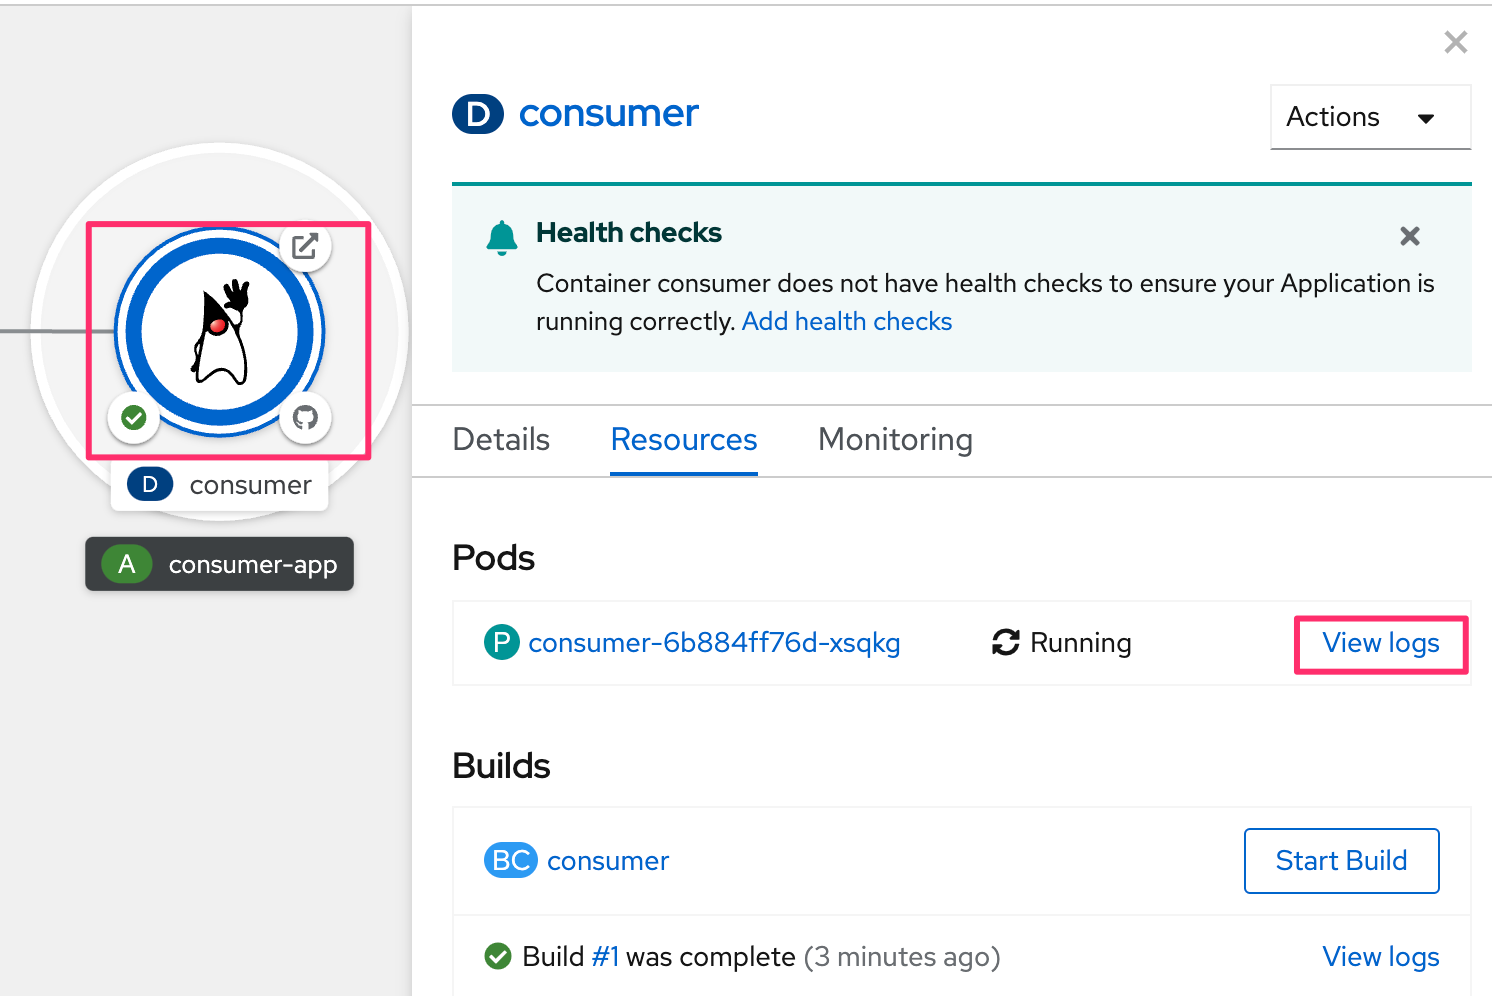 D consumer
A consumer-app
D consumer
Actions
Health checks
Container consumer does not have health checks to ensure your Application is
running correctly. Add health checks
Details Resources Monitoring
Pods
P consumer-6b884ff76d-xsqkg Running View logs
Builds
BC consumer Start Build
Build #1 was complete (3 minutes ago) View logs